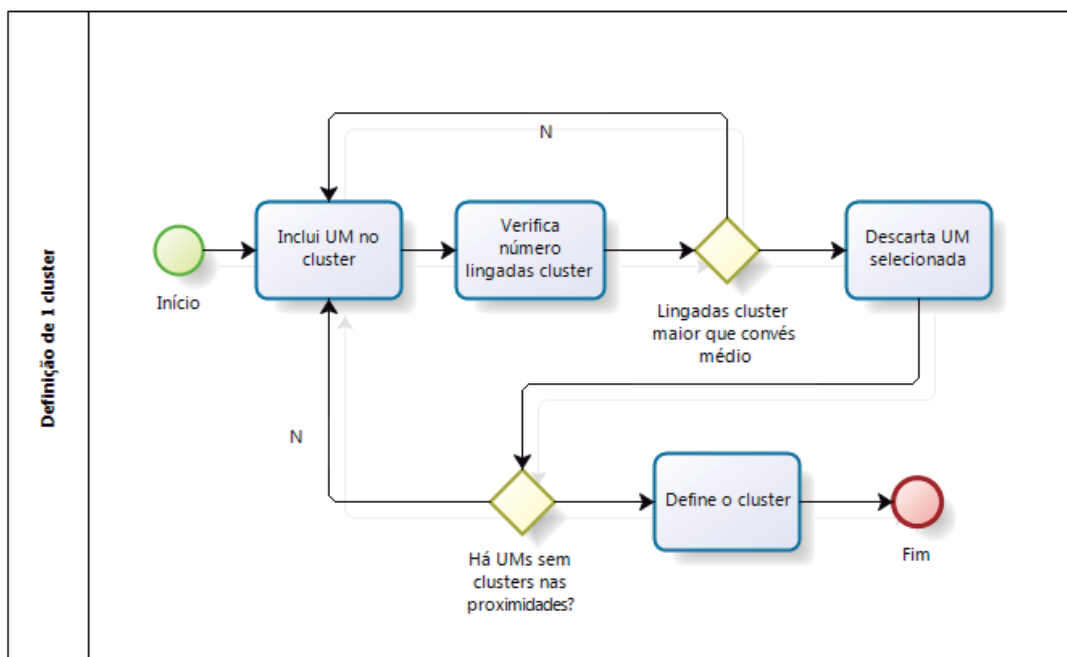 Definição de 1 cluster
N
Início
Inclui UM no
cluster
Verifica
número
lingadas cluster
Lingadas cluster
maior que convés
médio
Descarta UM
selecionada
N
Há UMs sem
clusters nas
proximidades?
Define o cluster
Fim